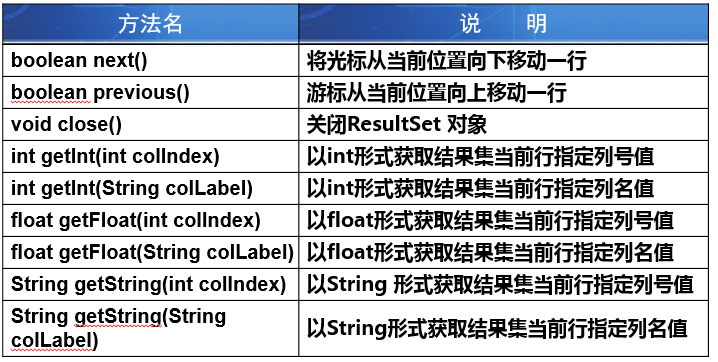 方法名 说 明
boolean next() 将光标从当前位置向下移动一行
boolean previous() 游标从当前位置向上移动一行
void close() 关闭ResultSet 对象
int getInt(int colIndex) 以int形式获取结果集当前行指定列号值
int getInt(String colLabel) 以int形式获取结果集当前行指定列名值
float getFloat(int colIndex) 以float形式获取结果集当前行指定列号值
float getFloat(String colLabel) 以float形式获取结果集当前行指定列名值
String getString(int colIndex) 以String 形式获取结果集当前行指定列号值
String getString(String
colLabel) 以String形式获取结果集当前行指定列名值